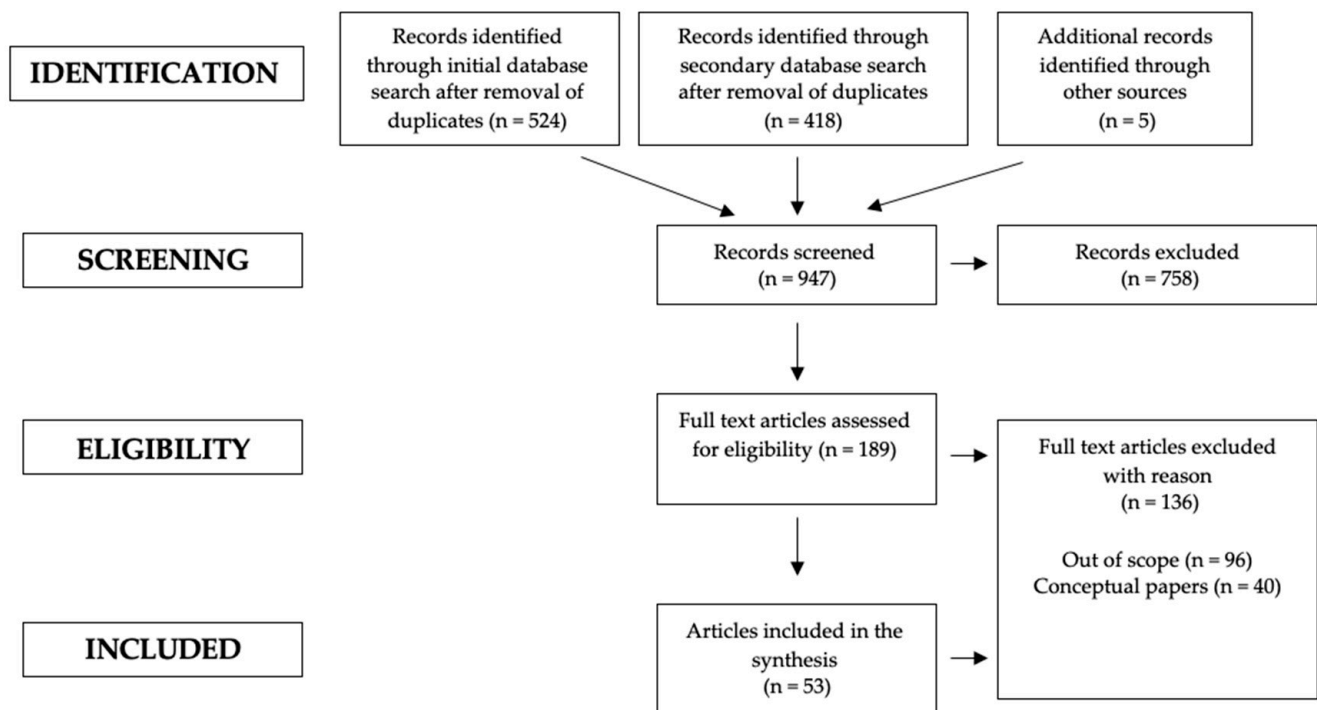 IDENTIFICATION
Records identified
through initial database
search after removal of
duplicates (n = 524)
Records identified through
secondary database search
after removal of duplicates
(n = 418)
Additional records
identified through
other sources
(n = 5)
SCREENING
Records screened
(n = 947)
Records excluded
(n = 758)
ELIGIBILITY
Full text articles assessed
for eligibility (n = 189)
Full text articles excluded
with reason
(n = 136)
Out of scope (n = 96)
Conceptual papers (n = 40)
INCLUDED
Articles included in the
synthesis
(n = 53)